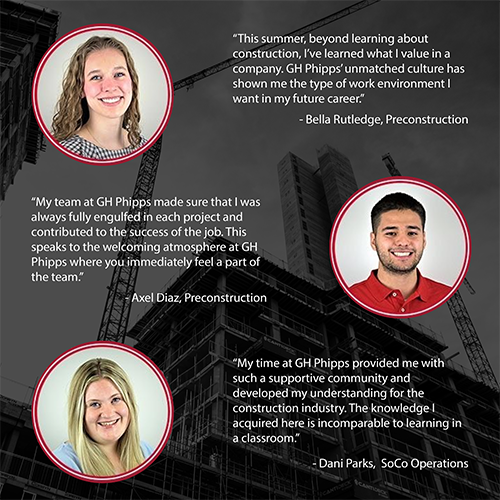 “This summer, beyond learning about
construction, I’ve learned what I value in a
company. GH Phipps’ unmatched culture has
shown me the type of work environment I
want in my future career.”
- Bella Rutledge, Preconstruction
“My team at GH Phipps made sure that I was
always fully engulfed in each project and
contributed to the success of the job. This
speaks to the welcoming atmosphere at GH
Phipps where you immediately feel a part of
the team.”
- Axel Diaz, Preconstruction
“My time at GH Phipps provided me with
such a supportive community and
developed my understanding for the
construction industry. The knowledge I
acquired here is incomparable to learning in
a classroom.”
- Dani Parks,  SoCo Operations